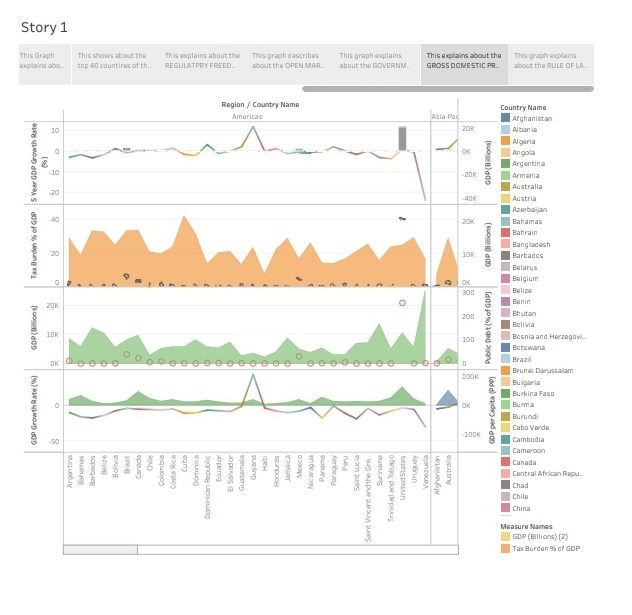 Story 1
This Graph
explains abo..
This shows about the
top 40 countires of th..
This explains about the
REGULATPRY FREED..
This graph describes
about the OPEN MAR..
This graph explains
about the GOVERNM..
This explains about the
GROSS DOMESTIC PR..
This graph explains
about the RULE OF LA..
Region / Country Name
Americas
Asia-Pac
5 Year GDP Growth Rate
(%)
10
0
-10
-20
20K
0K
-20K
-40K
GDP (Billions)
Tax Burden % of GDP
40
20
0
20K
10K
0K
GDP (Billions)
GDP (Billions)
20K
10K
0K
300
200
100
0
Public Debt (% of GDP)
GDP Growth Rate (%)
0
-50
100K
0K
-100K
GDP per Capita (PPP)
Argentina
Bahamas
Barbados
Belize
Bolivia
Brazil
Canada
Chile
Colombia
Costa Rica
Cuba
Dominica
Dominican Republic
Ecuador
El Salvador
Guatemala
Guyana
Haiti
Honduras
Jamaica
Mexico
Nicaragua
Panama
Paraguay
Peru
Saint Lucia
Saint Vincent and the Gre..
Suriname
Trinidad and Tobago
United States
Uruguay
Venezuela
Afghanistan
Australia
Country Name
Afghanistan
Albania
Algeria
Angola
Argentina
Armenia
Australia
Austria
Azerbaijan
Bahamas
Bahrain
Bangladesh
Barbados
Belarus
Belgium
Belize
Benin
Bhutan
Bolivia
Bosnia and Herzegovi..
Botswana
Brazil
Brunei Darussalam
Bulgaria
Burkina Faso
Burma
Burundi
Cabo Verde
Cambodia
Cameroon
Canada
Central African Repu..
Chad
Chile
China
Measure Names
GDP (Billions) (2)
Tax Burden % of GDP